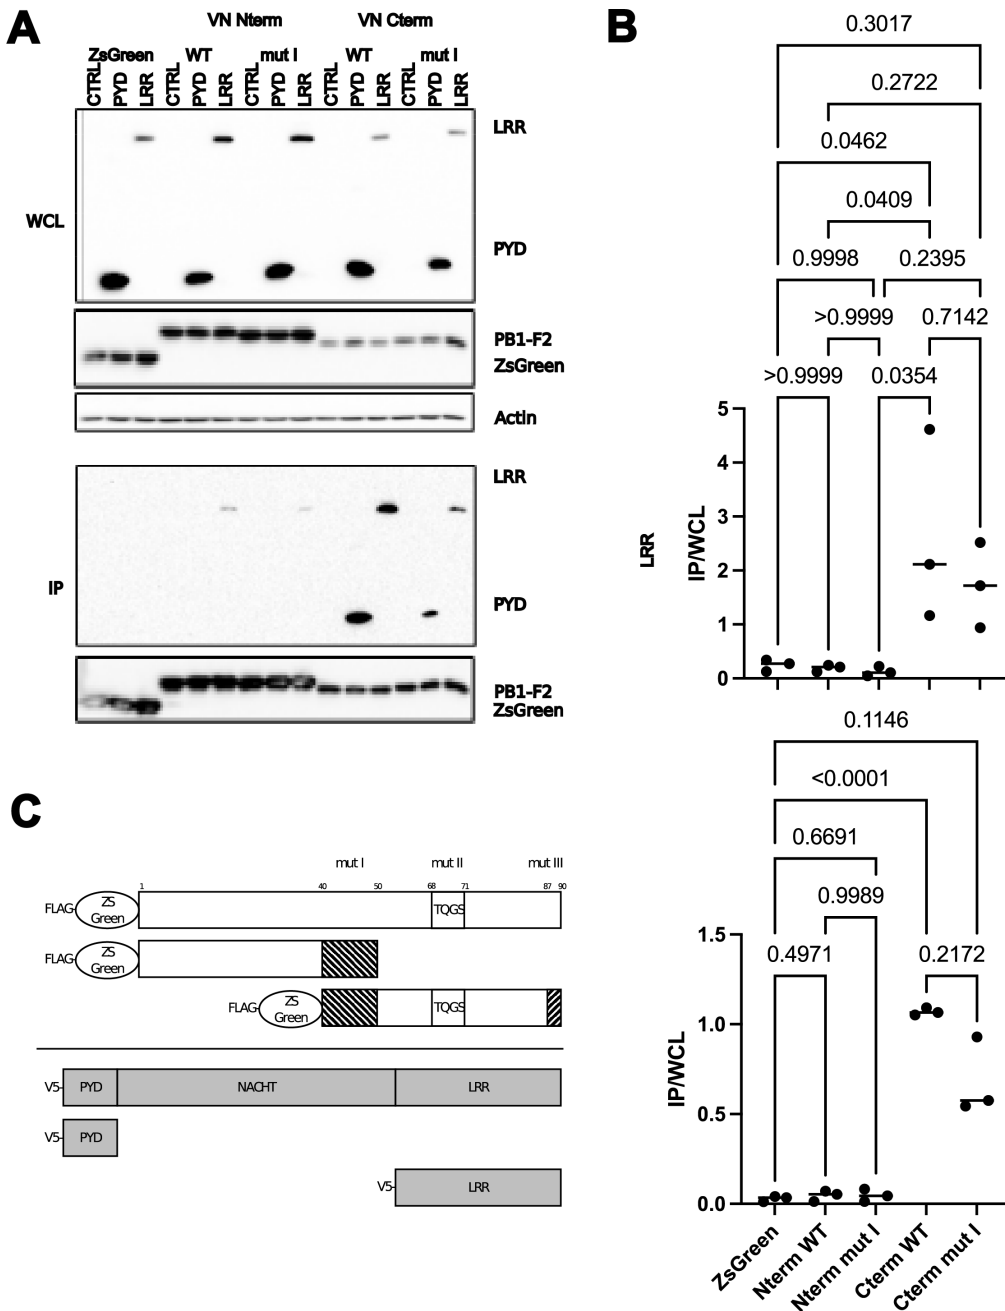 A
VN Nterm
VN Cterm
ZsGreen
WT
mut I
WT
mut I
CTRL
PYD
LRR
CTRL
PYD
LRR
CTRL
PYD
LRR
CTRL
PYD
LRR
CTRL
PYD
LRR
WCL
LRR
PYD
PB1-F2
ZsGreen
Actin
IP
LRR
PYD
PB1-F2
ZsGreen
B
0.3017
0.2722
0.0462
0.0409
0.9998
0.2395
>0.9999
0.7142
>0.9999
0.0354
LRR
IP/WCL
5
4
3
2
1
0
0.1146
<0.0001
0.6691
0.9989
0.4971
0.2172
IP/WCL
1.5
1.0
0.5
0.0
ZsGreen
Nterm WT
Nterm mut I
Cterm WT
Cterm mut I
C
mut I
mut II
mut III
1
40
50
68
71
87
90
FLAG
ZS
Green
TQGS
FLAG
ZS
Green
FLAG
ZS
Green
TQGS
V5
PYD
NACHT
LRR
V5
PYD
V5
LRR